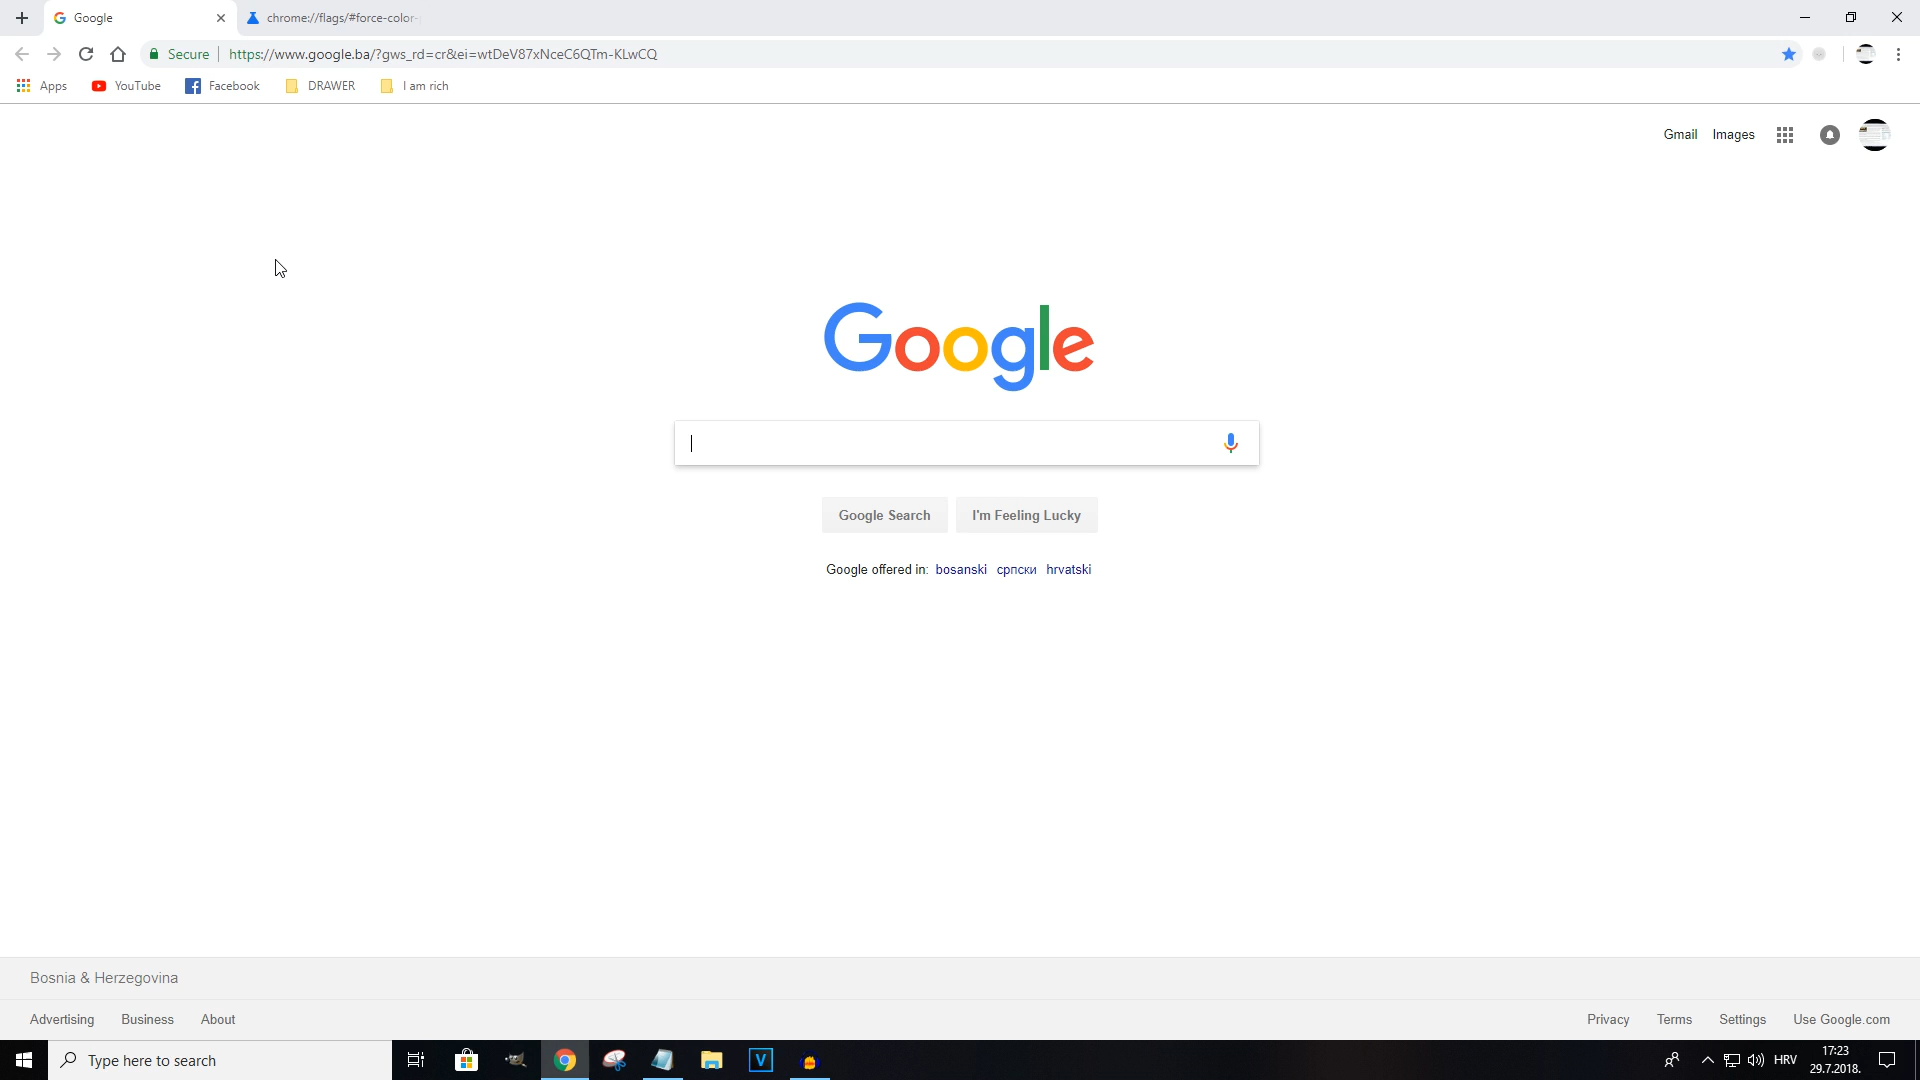 Google
chrome://flags/#force-color-
Secure
https://www.google.ba/?gws_rd=cr&ei=wtDeV87xNceC6QTm-KLwCQ
Apps
YouTube
Facebook
DRAWER
I am rich
Gmail
Images
Google
Google Search
I'm Feeling Lucky
Google offered in: bosanski српски hrvatski
Bosnia & Herzegovina
Advertising
Business
About
Privacy
Terms
Settings
Use Google.com
Type here to search
V
HRV
17:23
29.7.2018.